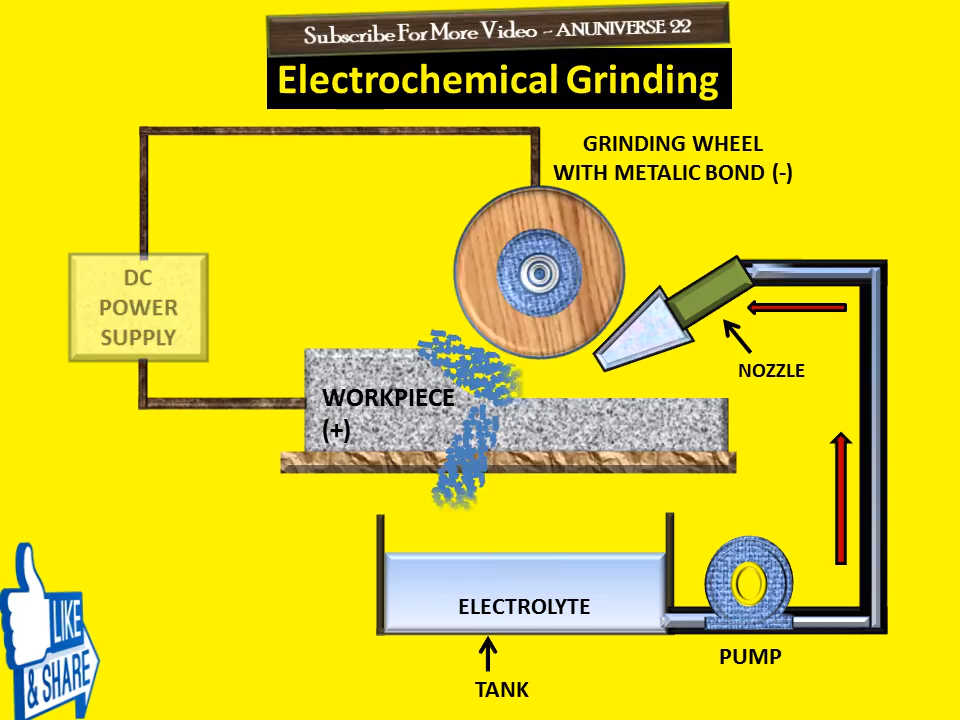 Subscribe For More Video ~ ANUNIVERSE 22
Electrochemical Grinding
GRINDING WHEEL
WITH METALIC BOND (-)
DC
POWER
SUPPLY
NOZZLE
WORKPIECE
(+)
ELECTROLYTE
LIKE
& SHARE
PUMP
TANK